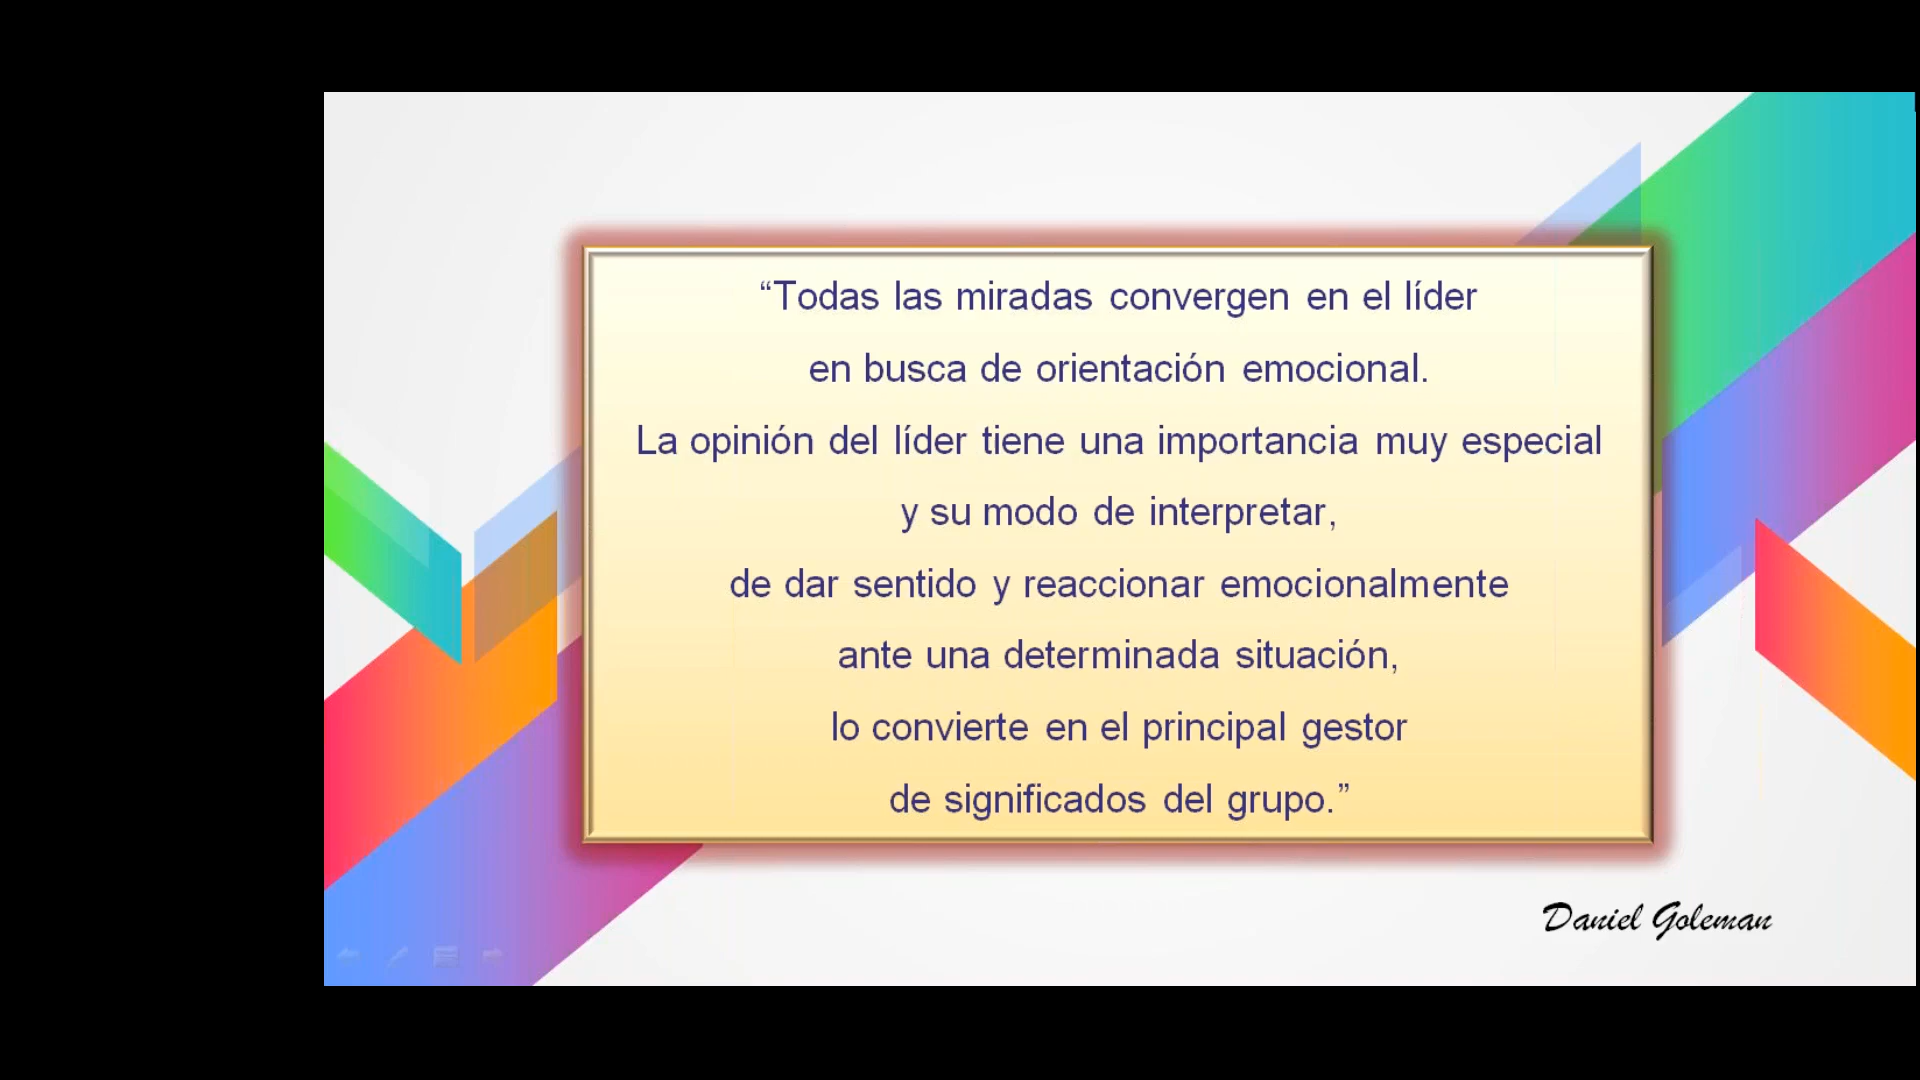 “Todas las miradas convergen en el líder
en busca de orientación emocional.
La opinión del líder tiene una importancia muy especial
y su modo de interpretar,
de dar sentido y reaccionar emocionalmente
ante una determinada situación,
lo convierte en el principal gestor
de significados del grupo.”
Daniel Goleman